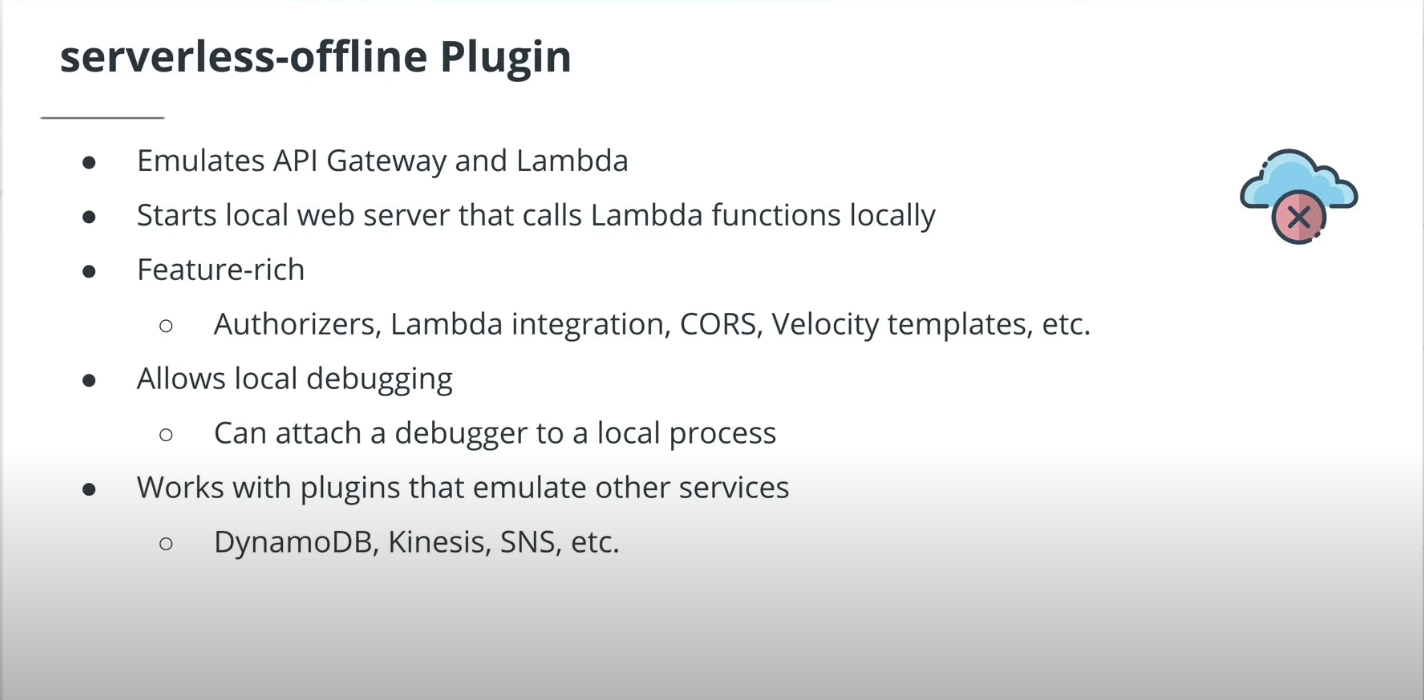 serverless-offline Plugin
● Emulates API Gateway and Lambda
● Starts local web server that calls Lambda functions locally
● Feature-rich
○ Authorizers, Lambda integration, CORS, Velocity templates, etc.
● Allows local debugging
○ Can attach a debugger to a local process
● Works with plugins that emulate other services
○ DynamoDB, Kinesis, SNS, etc.